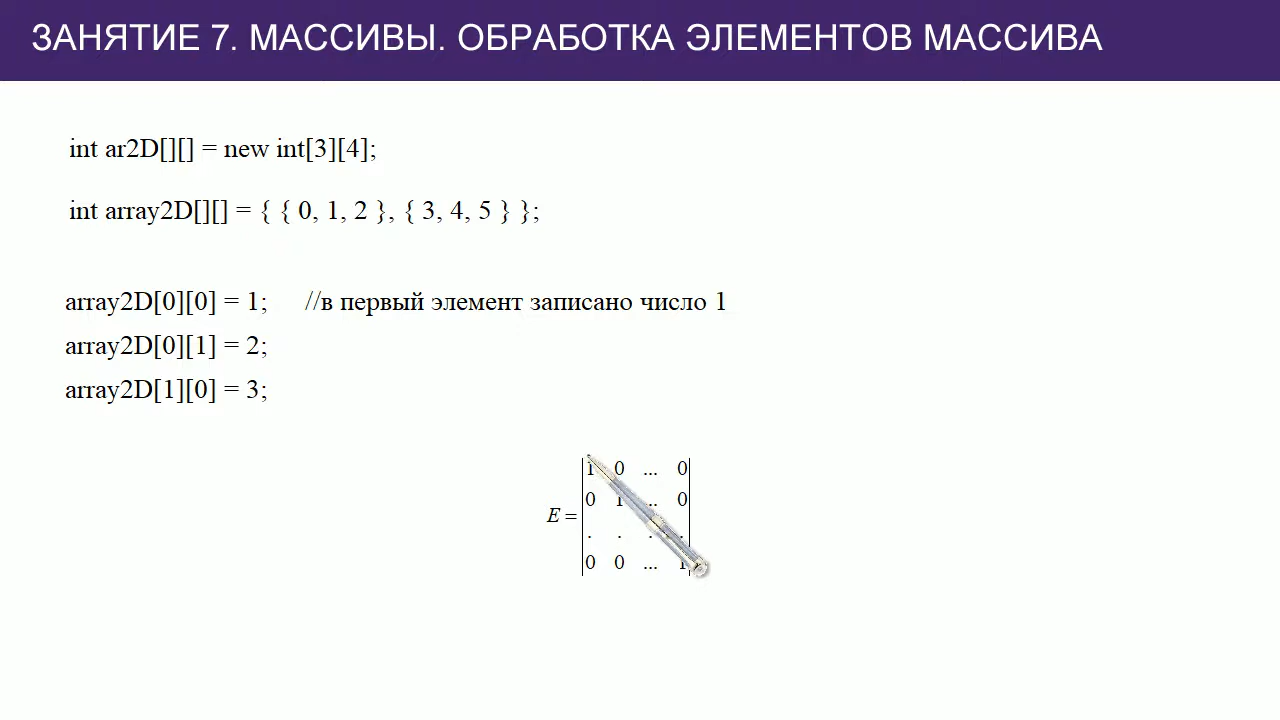 ЗАНЯТИЕ 7. МАССИВЫ. ОБРАБОТКА ЭЛЕМЕНТОВ МАССИВА
int ar2D[][] = new int[3][4];
int array2D[][] = { { 0, 1, 2 }, { 3, 4, 5 } };
array2D[0][0] = 1; //в первый элемент записано число 1
array2D[0][1] = 2;
array2D[1][0] = 3;
1 0 ... 0
0 1 .. 0
E =
. . . .
0 0 ... 1